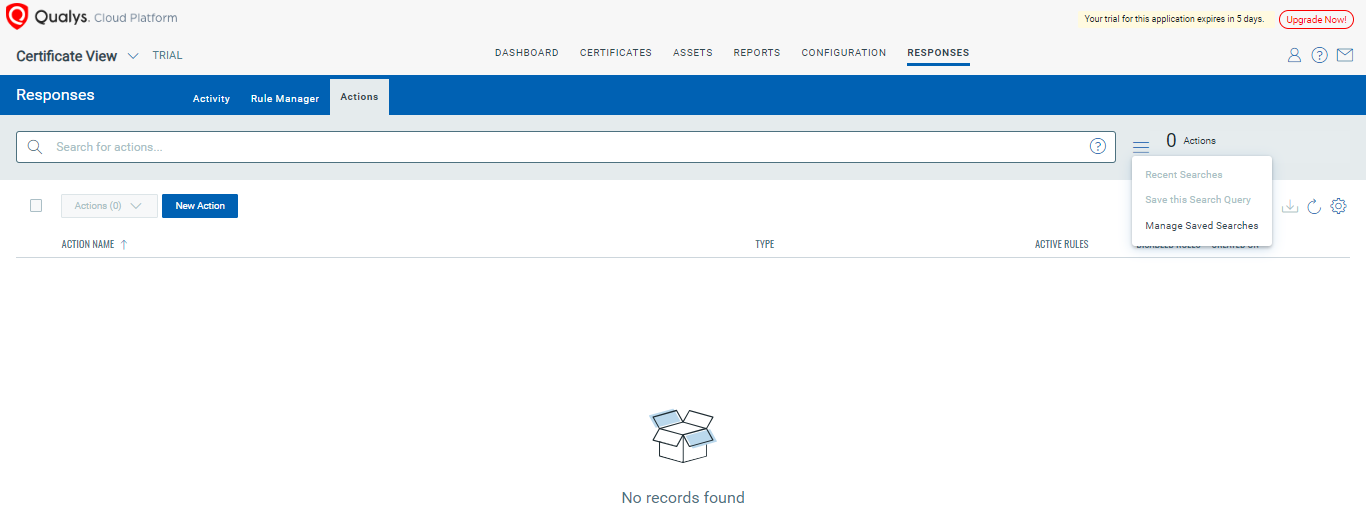 Qualys. Cloud Platform
Your trial for this application expires in 5 days.
Upgrade Now!
Certificate View
TRIAL
DASHBOARD
CERTIFICATES
ASSETS
REPORTS
CONFIGURATION
RESPONSES
Responses
Activity
Rule Manager
Actions
Search for actions...
0 Actions
Recent Searches
Save this Search Query
Manage Saved Searches
Actions (0)
New Action
ACTION NAME
TYPE
ACTIVE RULES
No records found